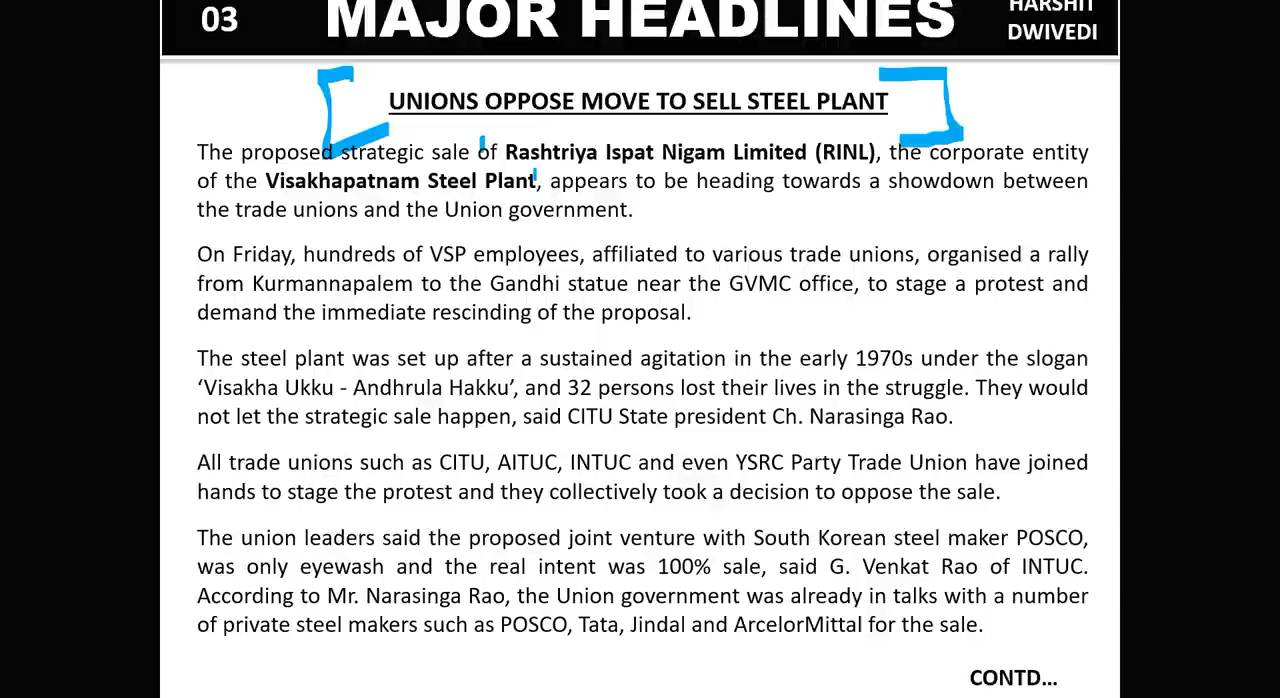 03
MAJOR HEADLINES
HARSHIT
DWIVEDI
UNIONS OPPOSE MOVE TO SELL STEEL PLANT
The proposed strategic sale of Rashtriya Ispat Nigam Limited (RINL), the corporate entity
of the Visakhapatnam Steel Plant, appears to be heading towards a showdown between
the trade unions and the Union government.
On Friday, hundreds of VSP employees, affiliated to various trade unions, organised a rally
from Kurmannapalem to the Gandhi statue near the GVMC office, to stage a protest and
demand the immediate rescinding of the proposal.
The steel plant was set up after a sustained agitation in the early 1970s under the slogan
‘Visakha Ukku - Andhrula Hakku’, and 32 persons lost their lives in the struggle. They would
not let the strategic sale happen, said CITU State president Ch. Narasinga Rao.
All trade unions such as CITU, AITUC, INTUC and even YSRC Party Trade Union have joined
hands to stage the protest and they collectively took a decision to oppose the sale.
The union leaders said the proposed joint venture with South Korean steel maker POSCO,
was only eyewash and the real intent was 100% sale, said G. Venkat Rao of INTUC.
According to Mr. Narasinga Rao, the Union government was already in talks with a number
of private steel makers such as POSCO, Tata, Jindal and ArcelorMittal for the sale.
CONTD...